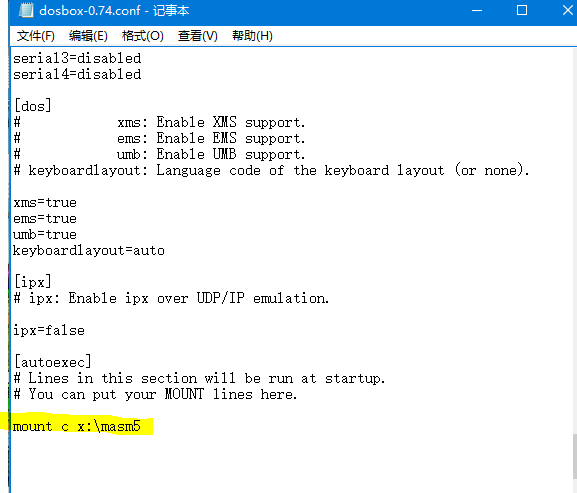 dosbox-0.74.conf - 记事本
文件(F) 编辑(E) 格式(O) 查看(V) 帮助(H)
serial3=disabled
serial4=disabled
[dos]
# xms: Enable XMS support.
# ems: Enable EMS support.
# umb: Enable UMB support.
# keyboardlayout: Language code of the keyboard layout (or none).
xms=true
ems=true
umb=true
keyboardlayout=auto
[ipx]
# ipx: Enable ipx over UDP/IP emulation.
ipx=false
[autoexec]
# Lines in this section will be run at startup.
# You can put your MOUNT lines here.
mount c x:\masm5